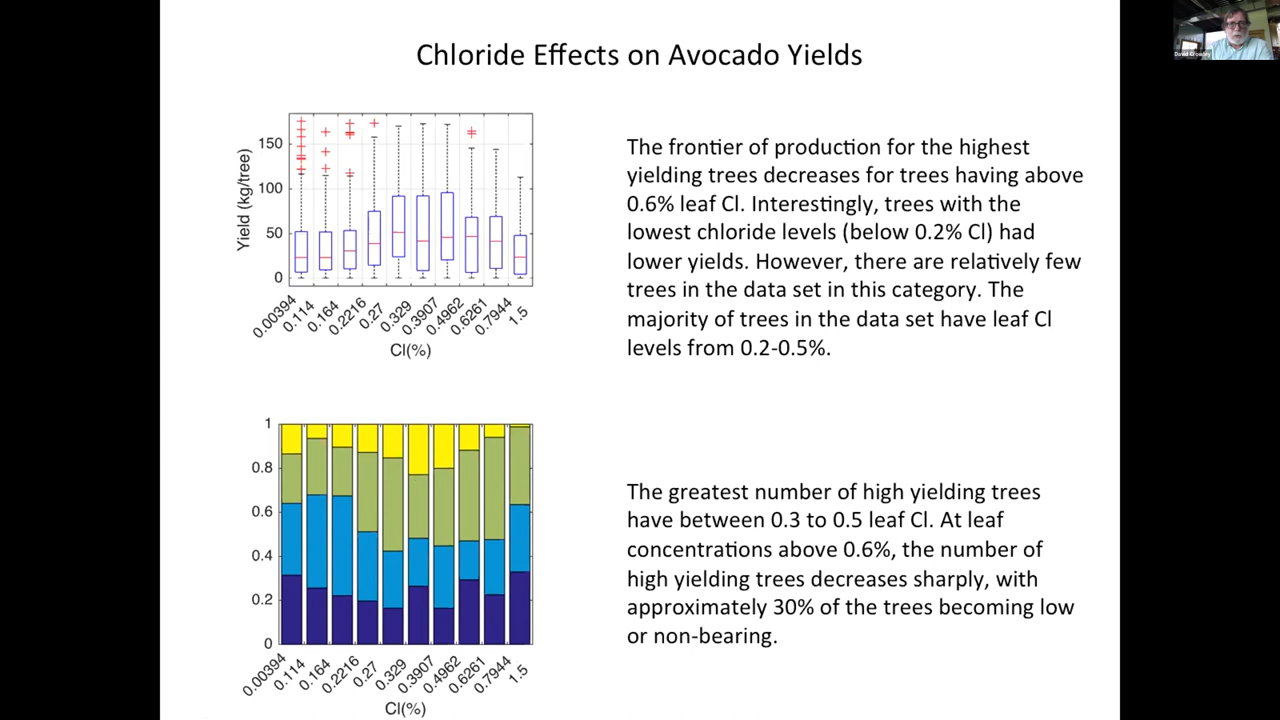 Chloride Effects on Avocado Yields
David Crowley
150
100
50
0
Yield (kg/tree)
0.00394
0.114
0.164
0.2216
0.27
0.329
0.3907
0.4962
0.6261
0.7944
1.5
Cl(%)
The frontier of production for the highest
yielding trees decreases for trees having above
0.6% leaf Cl. Interestingly, trees with the
lowest chloride levels (below 0.2% Cl) had
lower yields. However, there are relatively few
trees in the data set in this category. The
majority of trees in the data set have leaf Cl
levels from 0.2-0.5%.
1
0.8
0.6
0.4
0.2
0
0.00394
0.114
0.164
0.2216
0.27
0.329
0.3907
0.4962
0.6261
0.7944
1.5
Cl(%)
The greatest number of high yielding trees
have between 0.3 to 0.5 leaf Cl. At leaf
concentrations above 0.6%, the number of
high yielding trees decreases sharply, with
approximately 30% of the trees becoming low
or non-bearing.